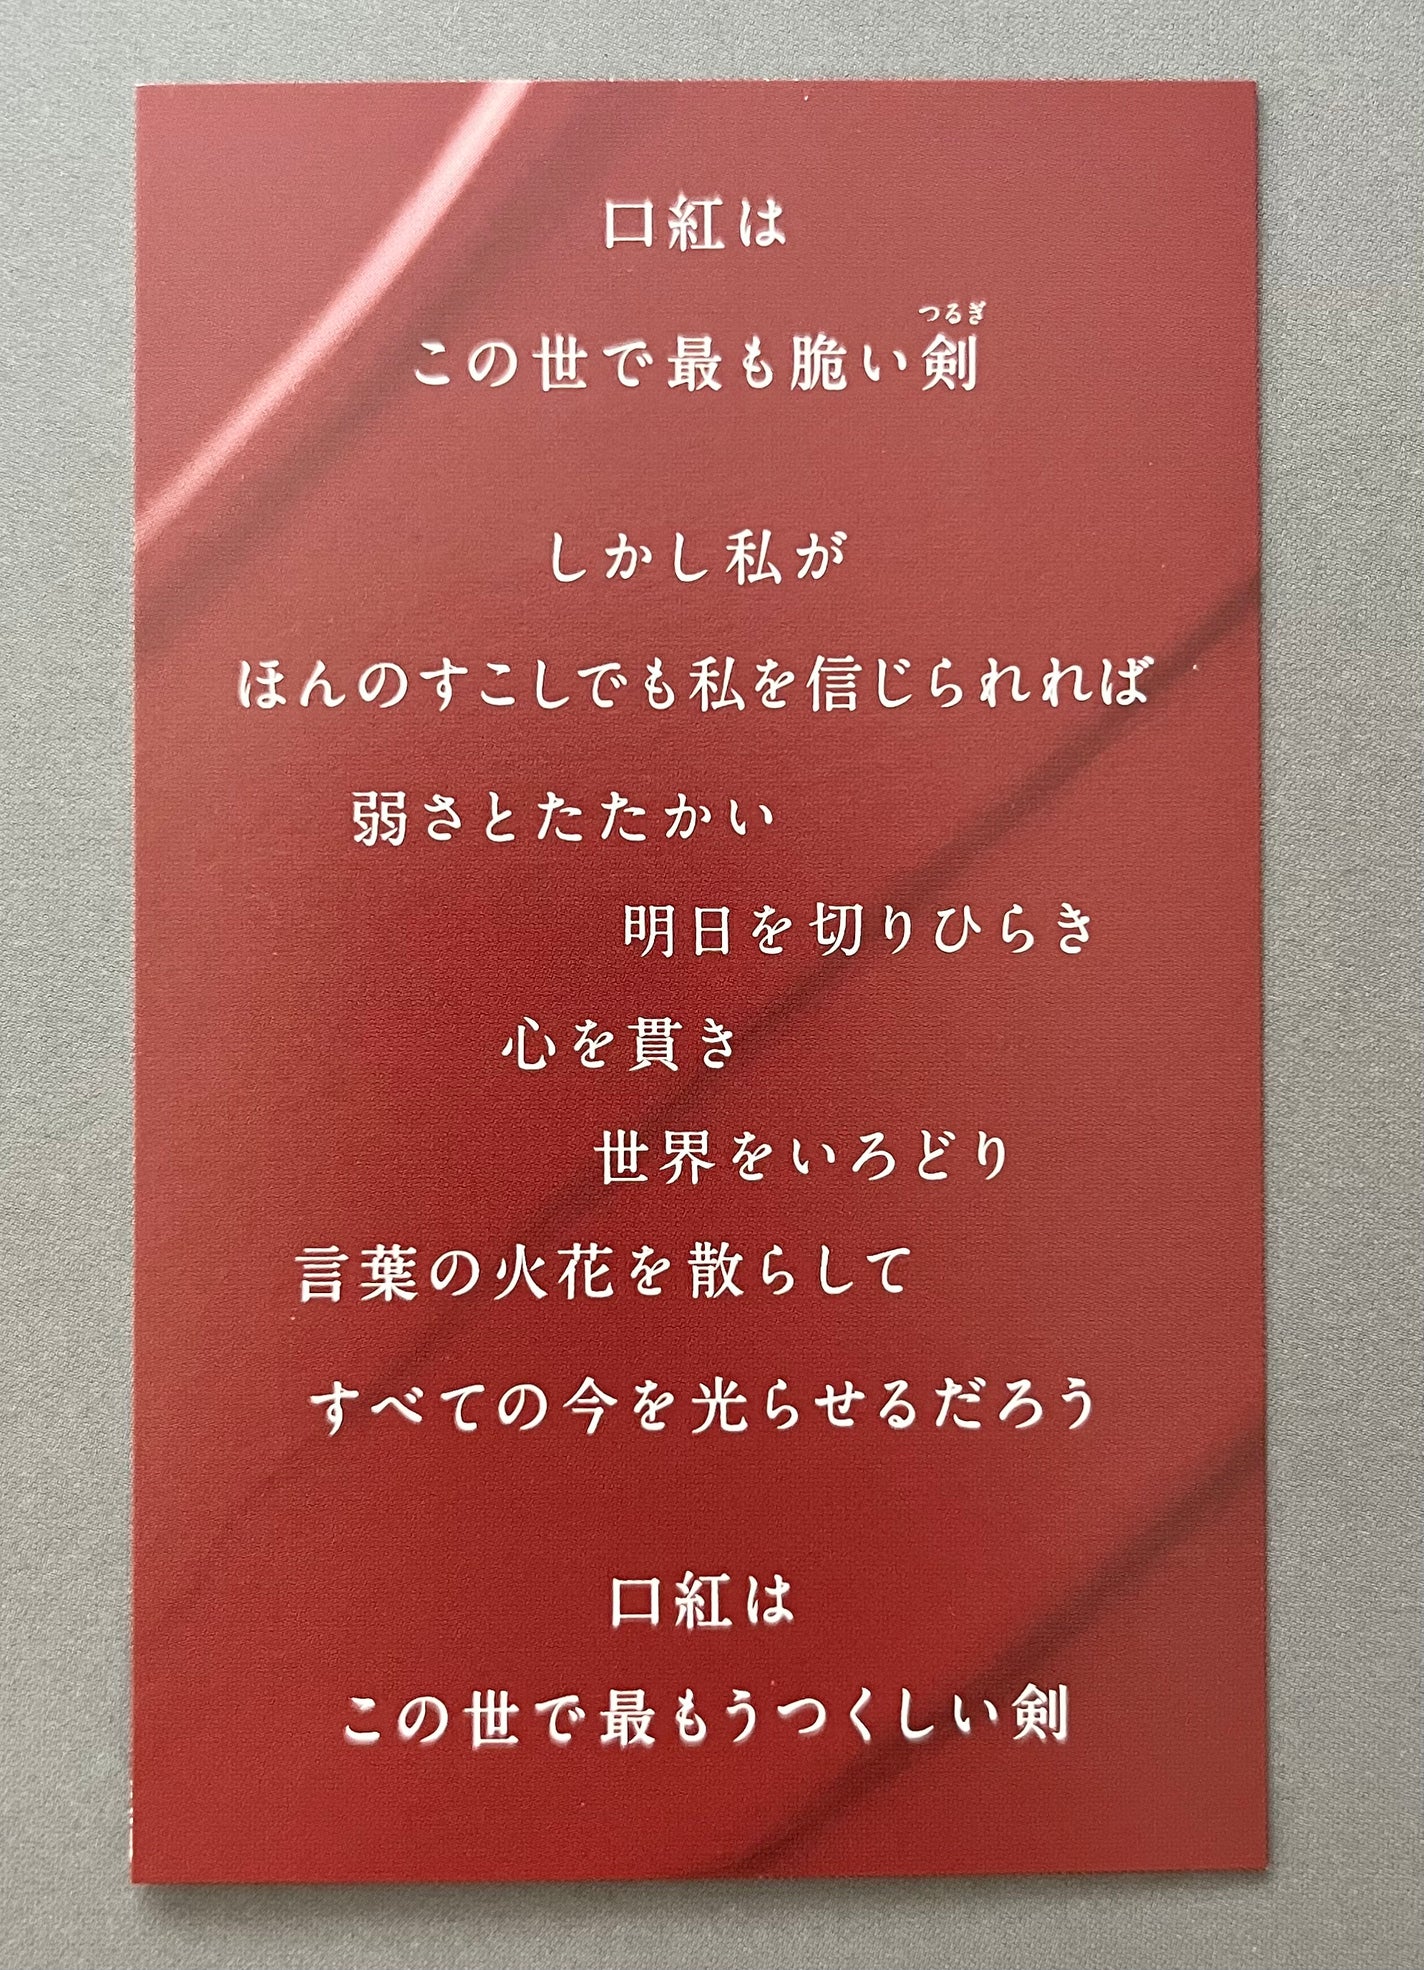 口紅は
この世で最も脆い剣
つるぎ
しかし私が
ほんのすこしでも私を信じられれば
弱さとたたかい
明日を切りひらき
心を貫き
世界をいろどり
言葉の火花を散らして
すべての今を光らせるだろう
口紅は
この世で最もうつくしい剣